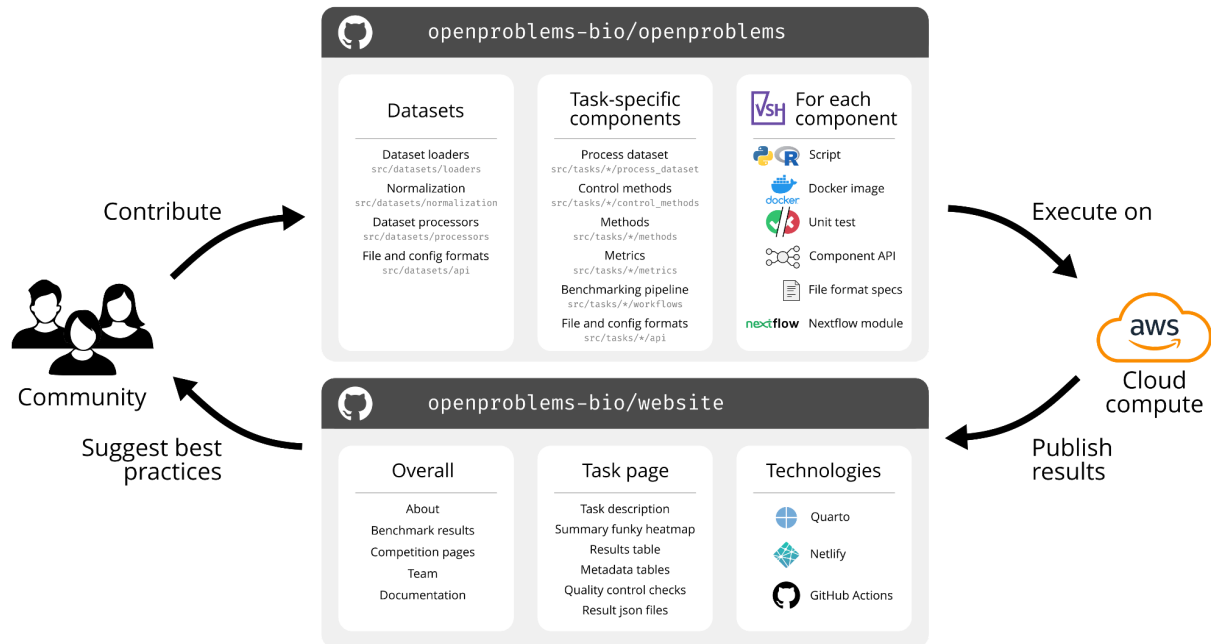 openproblems-bio/openproblems
Datasets
Dataset loaders
src/datasets/loaders
Normalization
src/datasets/normalization
Dataset processors
src/datasets/processors
File and config formats
src/datasets/api
Task-specific
components
Process dataset
src/tasks/*/process_dataset
Control methods
src/tasks/*/control_methods
Methods
src/tasks/*/methods
Metrics
src/tasks/*/metrics
Benchmarking pipeline
src/tasks/*/workflows
File and config formats
src/tasks/*/api
VSH
For each
component
R
Script
docker
Docker image
Unit test
Component API
File format specs
nextflow
Nextflow module
Contribute
Community
Suggest best
practices
Execute on
aws
Cloud
compute
Publish
results
openproblems-bio/website
Overall
About
Benchmark results
Competition pages
Team
Documentation
Task page
Task description
Summary funky heatmap
Results table
Metadata tables
Quality control checks
Result json files
Technologies
Quarto
Netlify
GitHub Actions